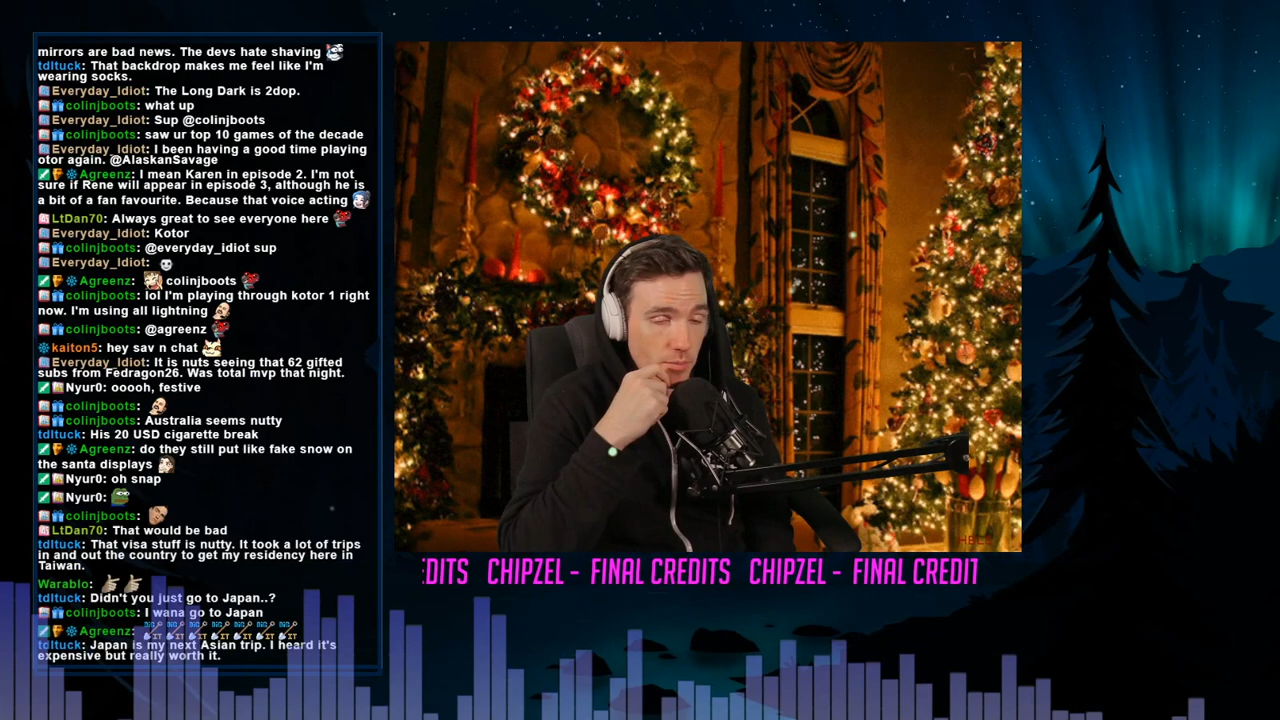 mirrors are bad news. The devs hate shaving
tdltuck: That backdrop makes me feel like I'm
wearing socks.
Everyday_Idiot: The Long Dark is 2dop.
colinjboots: what up
Everyday_Idiot: Sup @colinjboots
colinjboots: saw ur top 10 games of the decade
Everyday_Idiot: I been having a good time playing
otor again. @AlaskanSavage
Agreenz: I mean Karen in episode 2. I'm not
sure if Rene will appear in episode 3, although he is
a bit of a fan favourite. Because that voice acting
LtDan70: Always great to see everyone here
Everyday_Idiot: Kotor
colinjboots: @everyday_idiot sup
Everyday_Idiot:
Agreenz: colinjboots
colinjboots: lol I'm playing through kotor 1 right
now. I'm using all lightning
colinjboots: @agreenz
kaiton5: hey sav n chat
Everyday_Idiot: It is nuts seeing that 62 gifted
subs from Fedragon26. Was total mvp that night.
Nyur0: ooooh, festive
colinjboots:
colinjboots: Australia seems nutty
tdltuck: His 20 USD cigarette break
Agreenz: do they still put like fake snow on
the santa displays
Nyur0: oh snap
Nyur0:
colinjboots:
LtDan70: That would be bad
tdltuck: That visa stuff is nutty. It took a lot of trips
in and out the country to get my residency here in
Taiwan.
Warablo:
tdltuck: Didn't you just go to Japan..?
colinjboots: I wana go to Japan
Agreenz:
tdltuck: Japan is my next Asian trip. I heard it's
expensive but really worth it.
EDITS CHIPZEL - FINAL CREDITS CHIPZEL - FINAL CREDIT